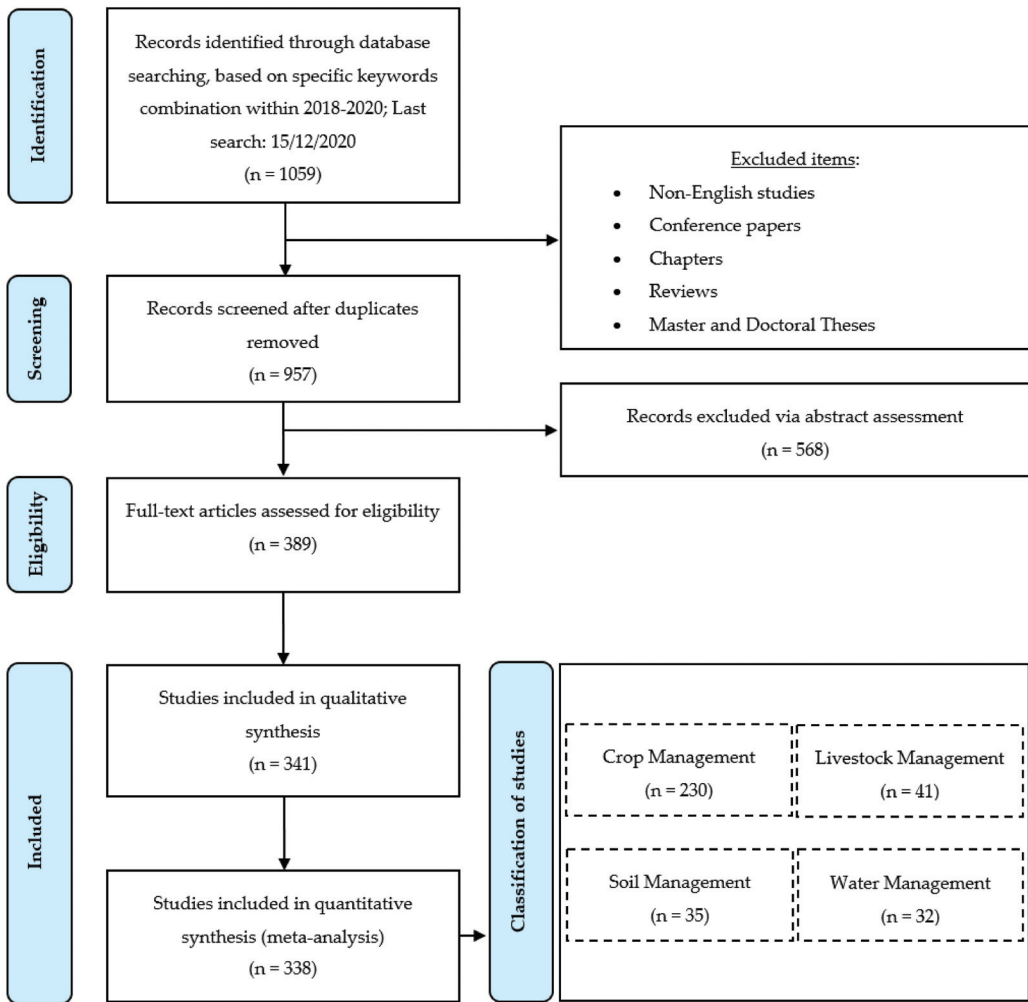 Identification
Records identified through database
searching, based on specific keywords
combination within 2018-2020; Last
search: 15/12/2020
(n = 1059)
Excluded items:
• Non-English studies
• Conference papers
• Chapters
• Reviews
• Master and Doctoral Theses
Screening
Records screened after duplicates
removed
(n = 957)
Records excluded via abstract assessment
(n = 568)
Eligibility
Full-text articles assessed for eligibility
(n = 389)
Included
Studies included in qualitative
synthesis
(n = 341)
Studies included in quantitative
synthesis (meta-analysis)
(n = 338)
Classification of studies
Crop Management
(n = 230)
Livestock Management
(n = 41)
Soil Management
(n = 35)
Water Management
(n = 32)